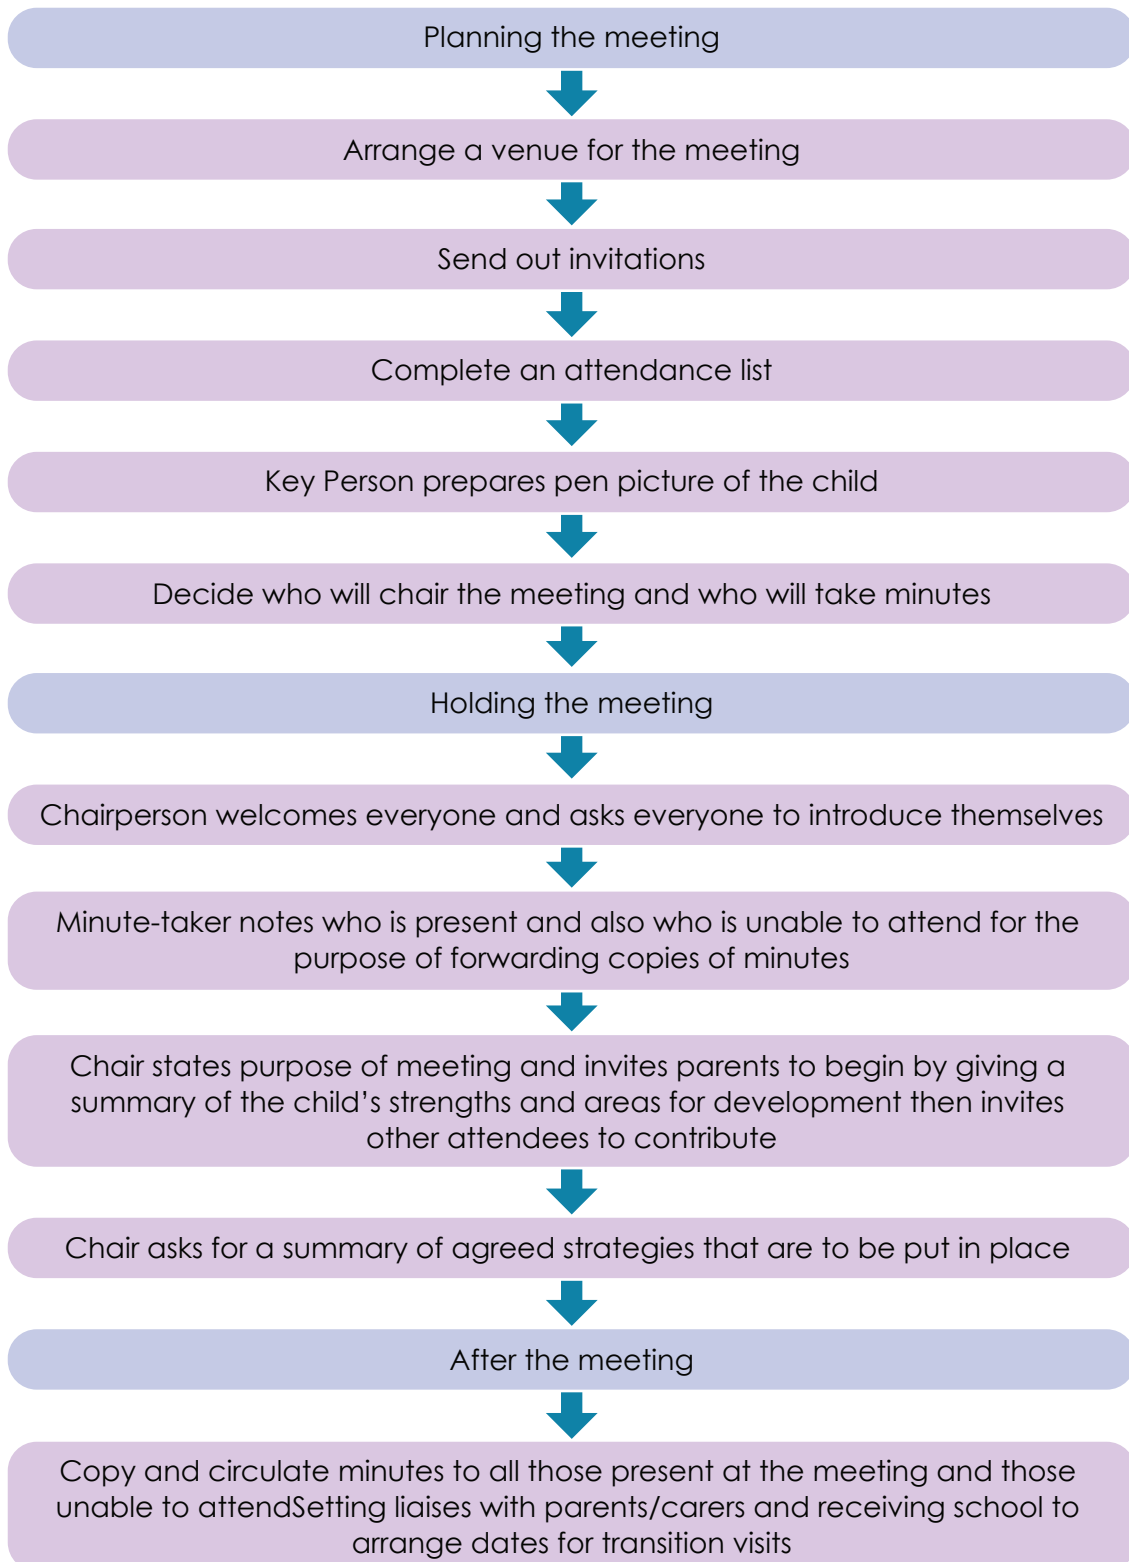 Planning the meeting
Arrange a venue for the meeting
Send out invitations
Complete an attendance list
Key Person prepares pen picture of the child
Decide who will chair the meeting and who will take minutes
Holding the meeting
Chairperson welcomes everyone and asks everyone to introduce themselves
Minute-taker notes who is present and also who is unable to attend for the
purpose of forwarding copies of minutes
Chair states purpose of meeting and invites parents to begin by giving a
summary of the child’s strengths and areas for development then invites
other attendees to contribute
Chair asks for a summary of agreed strategies that are to be put in place
After the meeting
Copy and circulate minutes to all those present at the meeting and those
unable to attendSetting liaises with parents/carers and receiving school to
arrange dates for transition visits